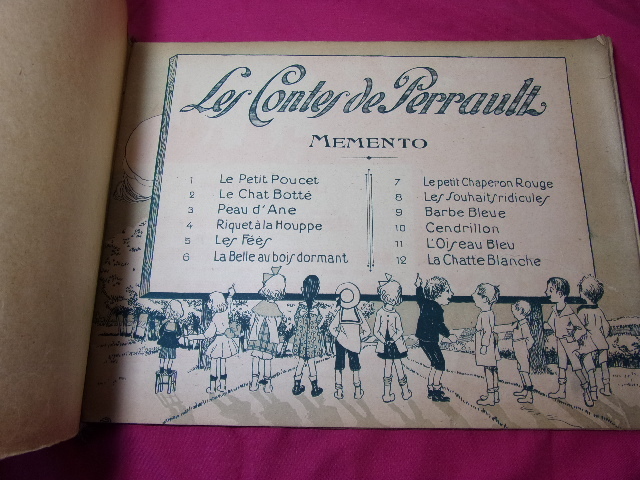 Les Contes de Perrault
MEMENTO
1 Le Petit Poucet
2 Le Chat Botté
3 Peau d'Ane
4 Riquet à la Houppe
5 Les Féés
6 La Belle au bois dormant
7 Le petit Chaperon Rouge
8 Les Souhaits ridicules
9 Barbe Bleue
10 Cendrillon
11 L'Oiseau Bleu
12 La Chatte Blanche